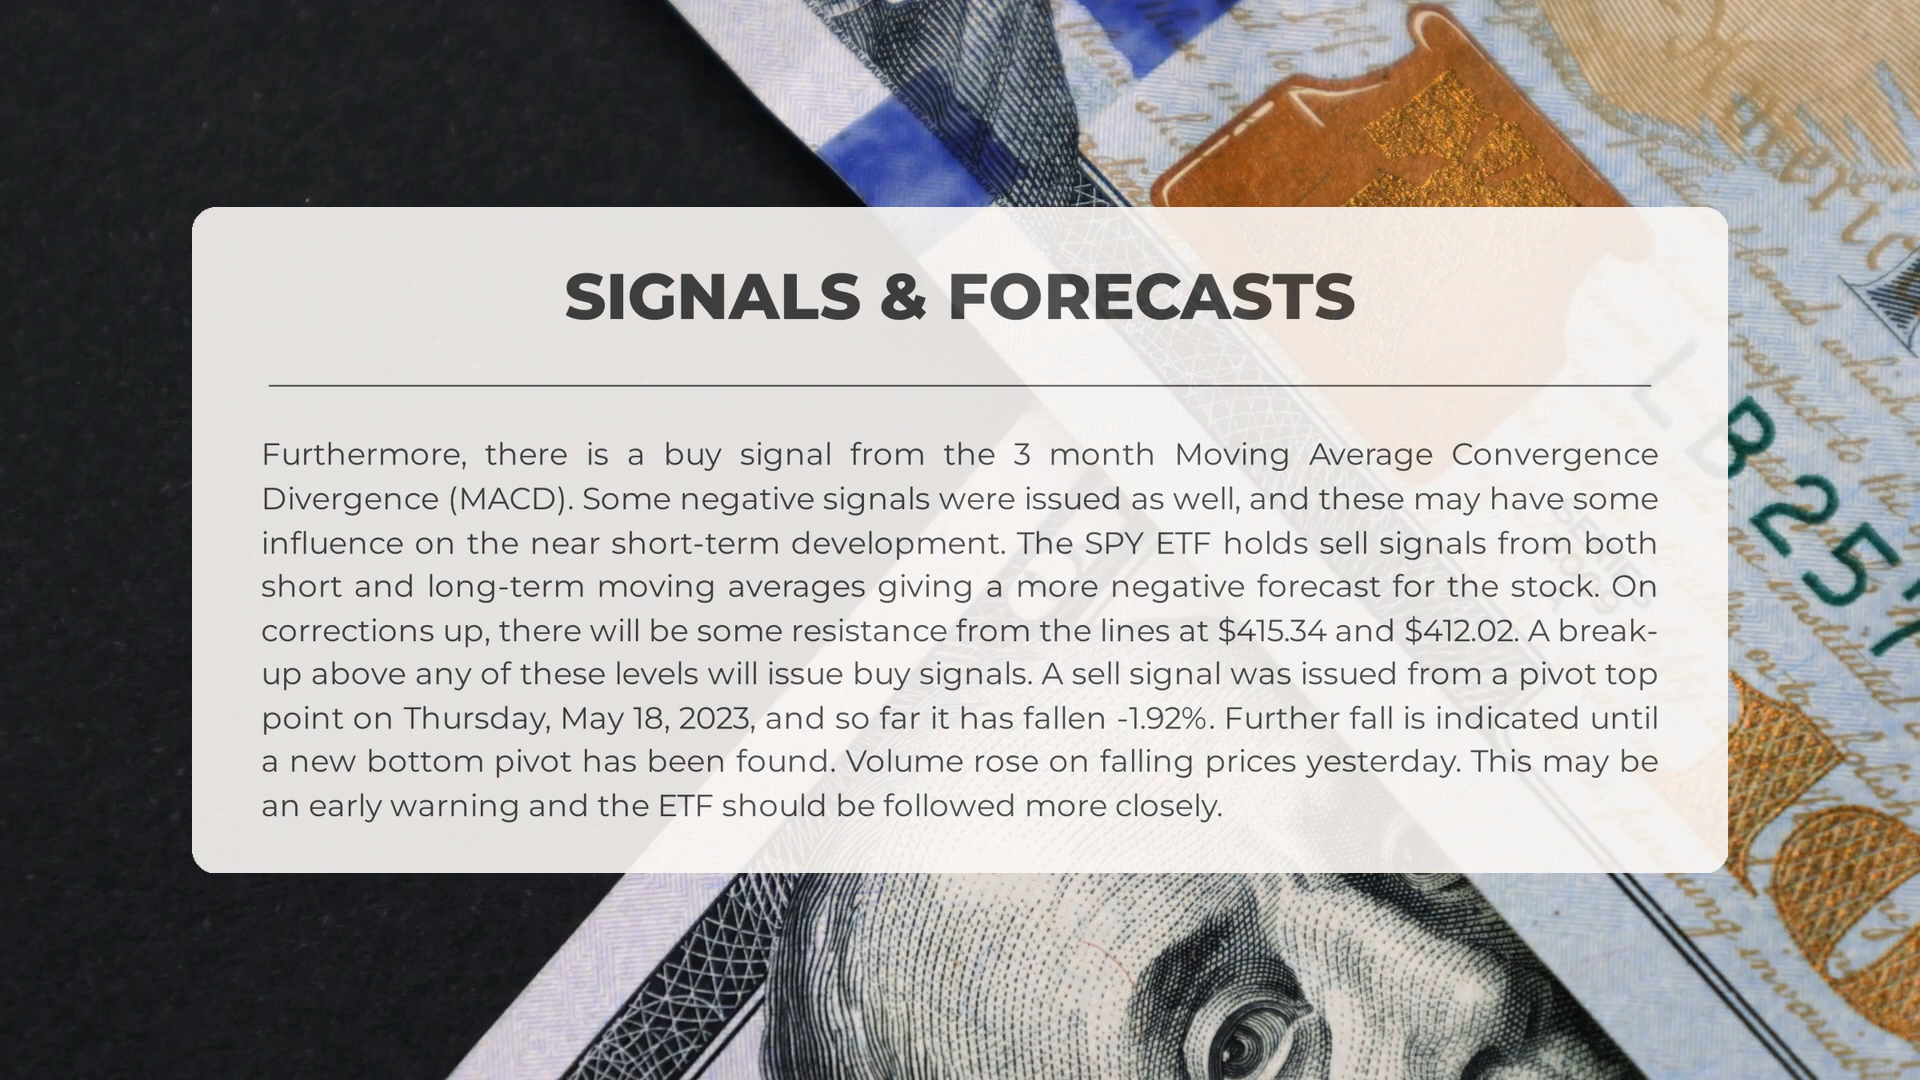 SIGNALS & FORECASTS
Furthermore, there is a buy signal from the 3 month Moving Average Convergence
Divergence (MACD). Some negative signals were issued as well, and these may have some
influence on the near short-term development. The SPY ETF holds sell signals from both
short and long-term moving averages giving a more negative forecast for the stock. On
corrections up, there will be some resistance from the lines at $415.34 and $412.02. A break-
up above any of these levels will issue buy signals. A sell signal was issued from a pivot top
point on Thursday, May 18, 2023, and so far it has fallen -1.92%. Further fall is indicated until
a new bottom pivot has been found. Volume rose on falling prices yesterday. This may be
an early warning and the ETF should be followed more closely.